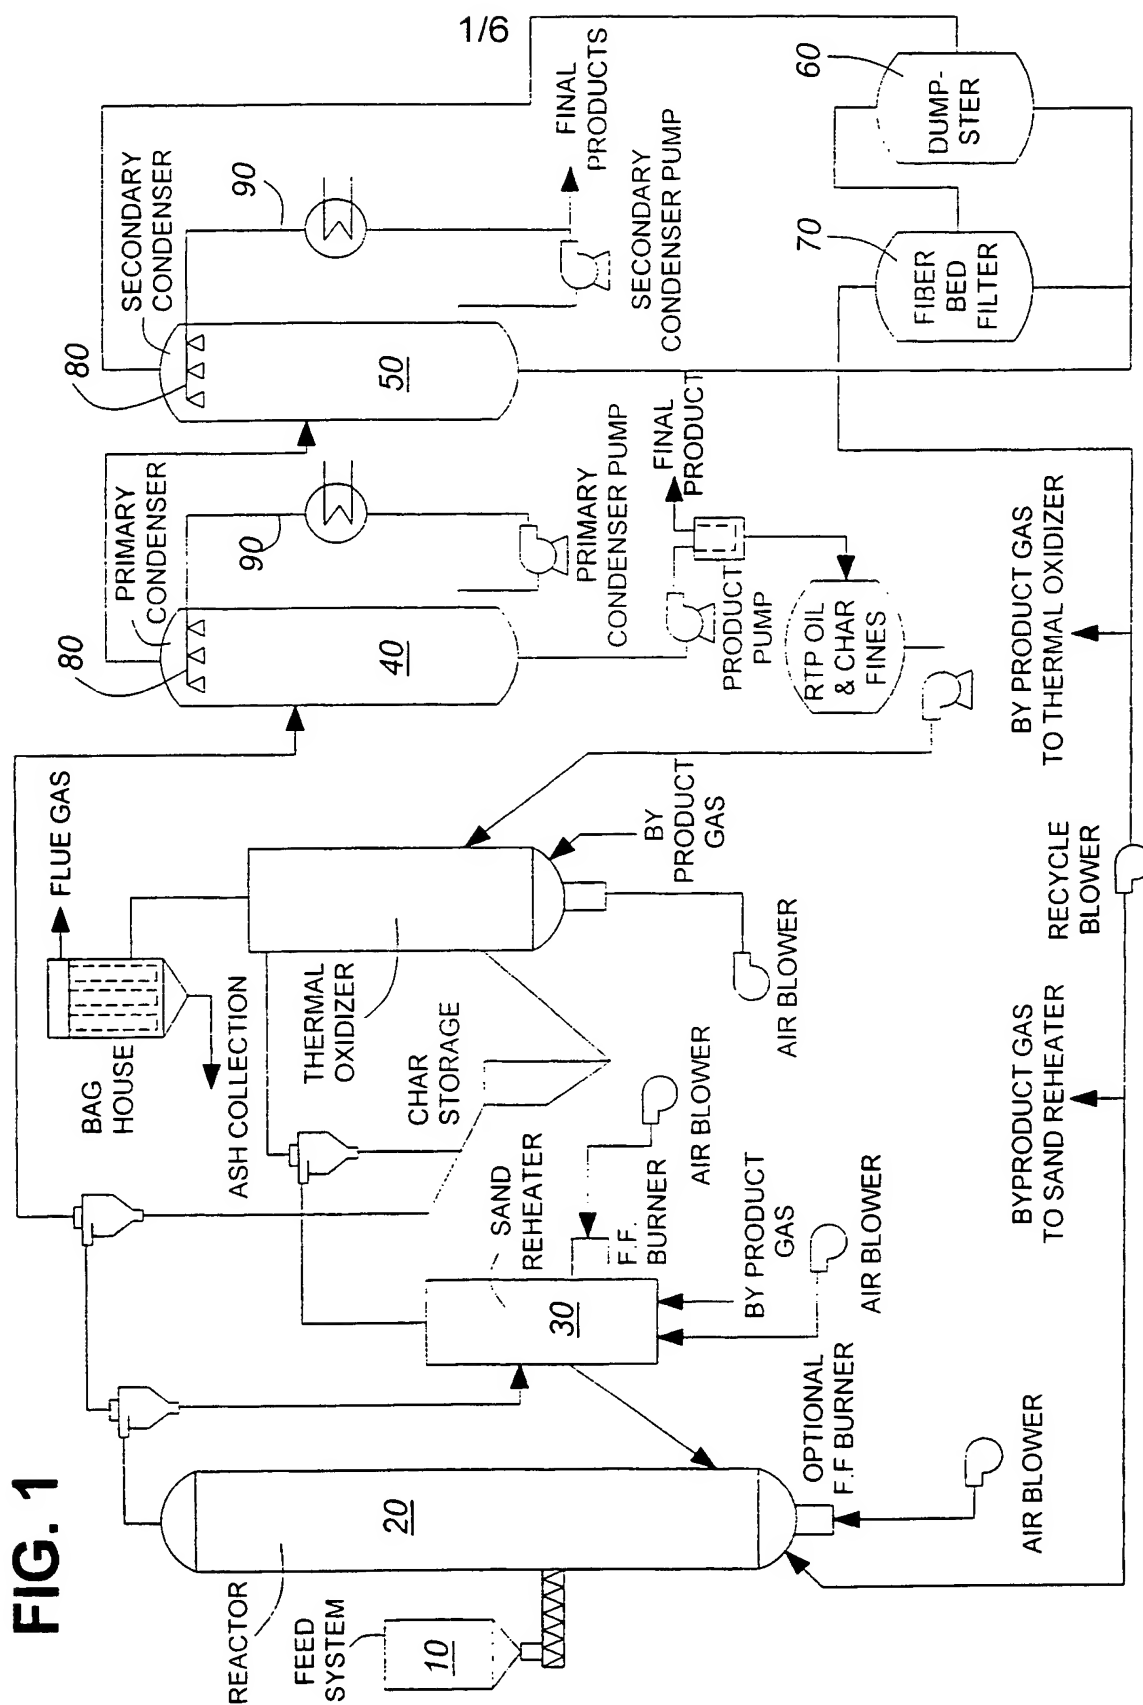 1/6
FIG. 1
REACTOR
FEED
SYSTEM
10
20
OPTIONAL
F.F BURNER
AIR BLOWER
SAND
REHEATER
30
F.F.
BURNER
AIR BLOWER
BY PRODUCT
GAS
AIR BLOWER
BAG
HOUSE
FLUE GAS
ASH COLLECTION
CHAR
STORAGE
THERMAL
OXIDIZER
BY
PRODUCT
GAS
AIR BLOWER
PRIMARY
CONDENSER
80
40
90
PRIMARY
CONDENSER PUMP
PRODUCT
PUMP
FINAL
PRODUCT
RTP OIL
& CHAR
FINES
SECONDARY
CONDENSER
80
50
90
FINAL
PRODUCTS
SECONDARY
CONDENSER PUMP
60
DUMP-
STER
70
FIBER
BED
FILTER
BY PRODUCT GAS
TO THERMAL OXIDIZER
RECYCLE
BLOWER
BYPRODUCT GAS
TO SAND REHEATER